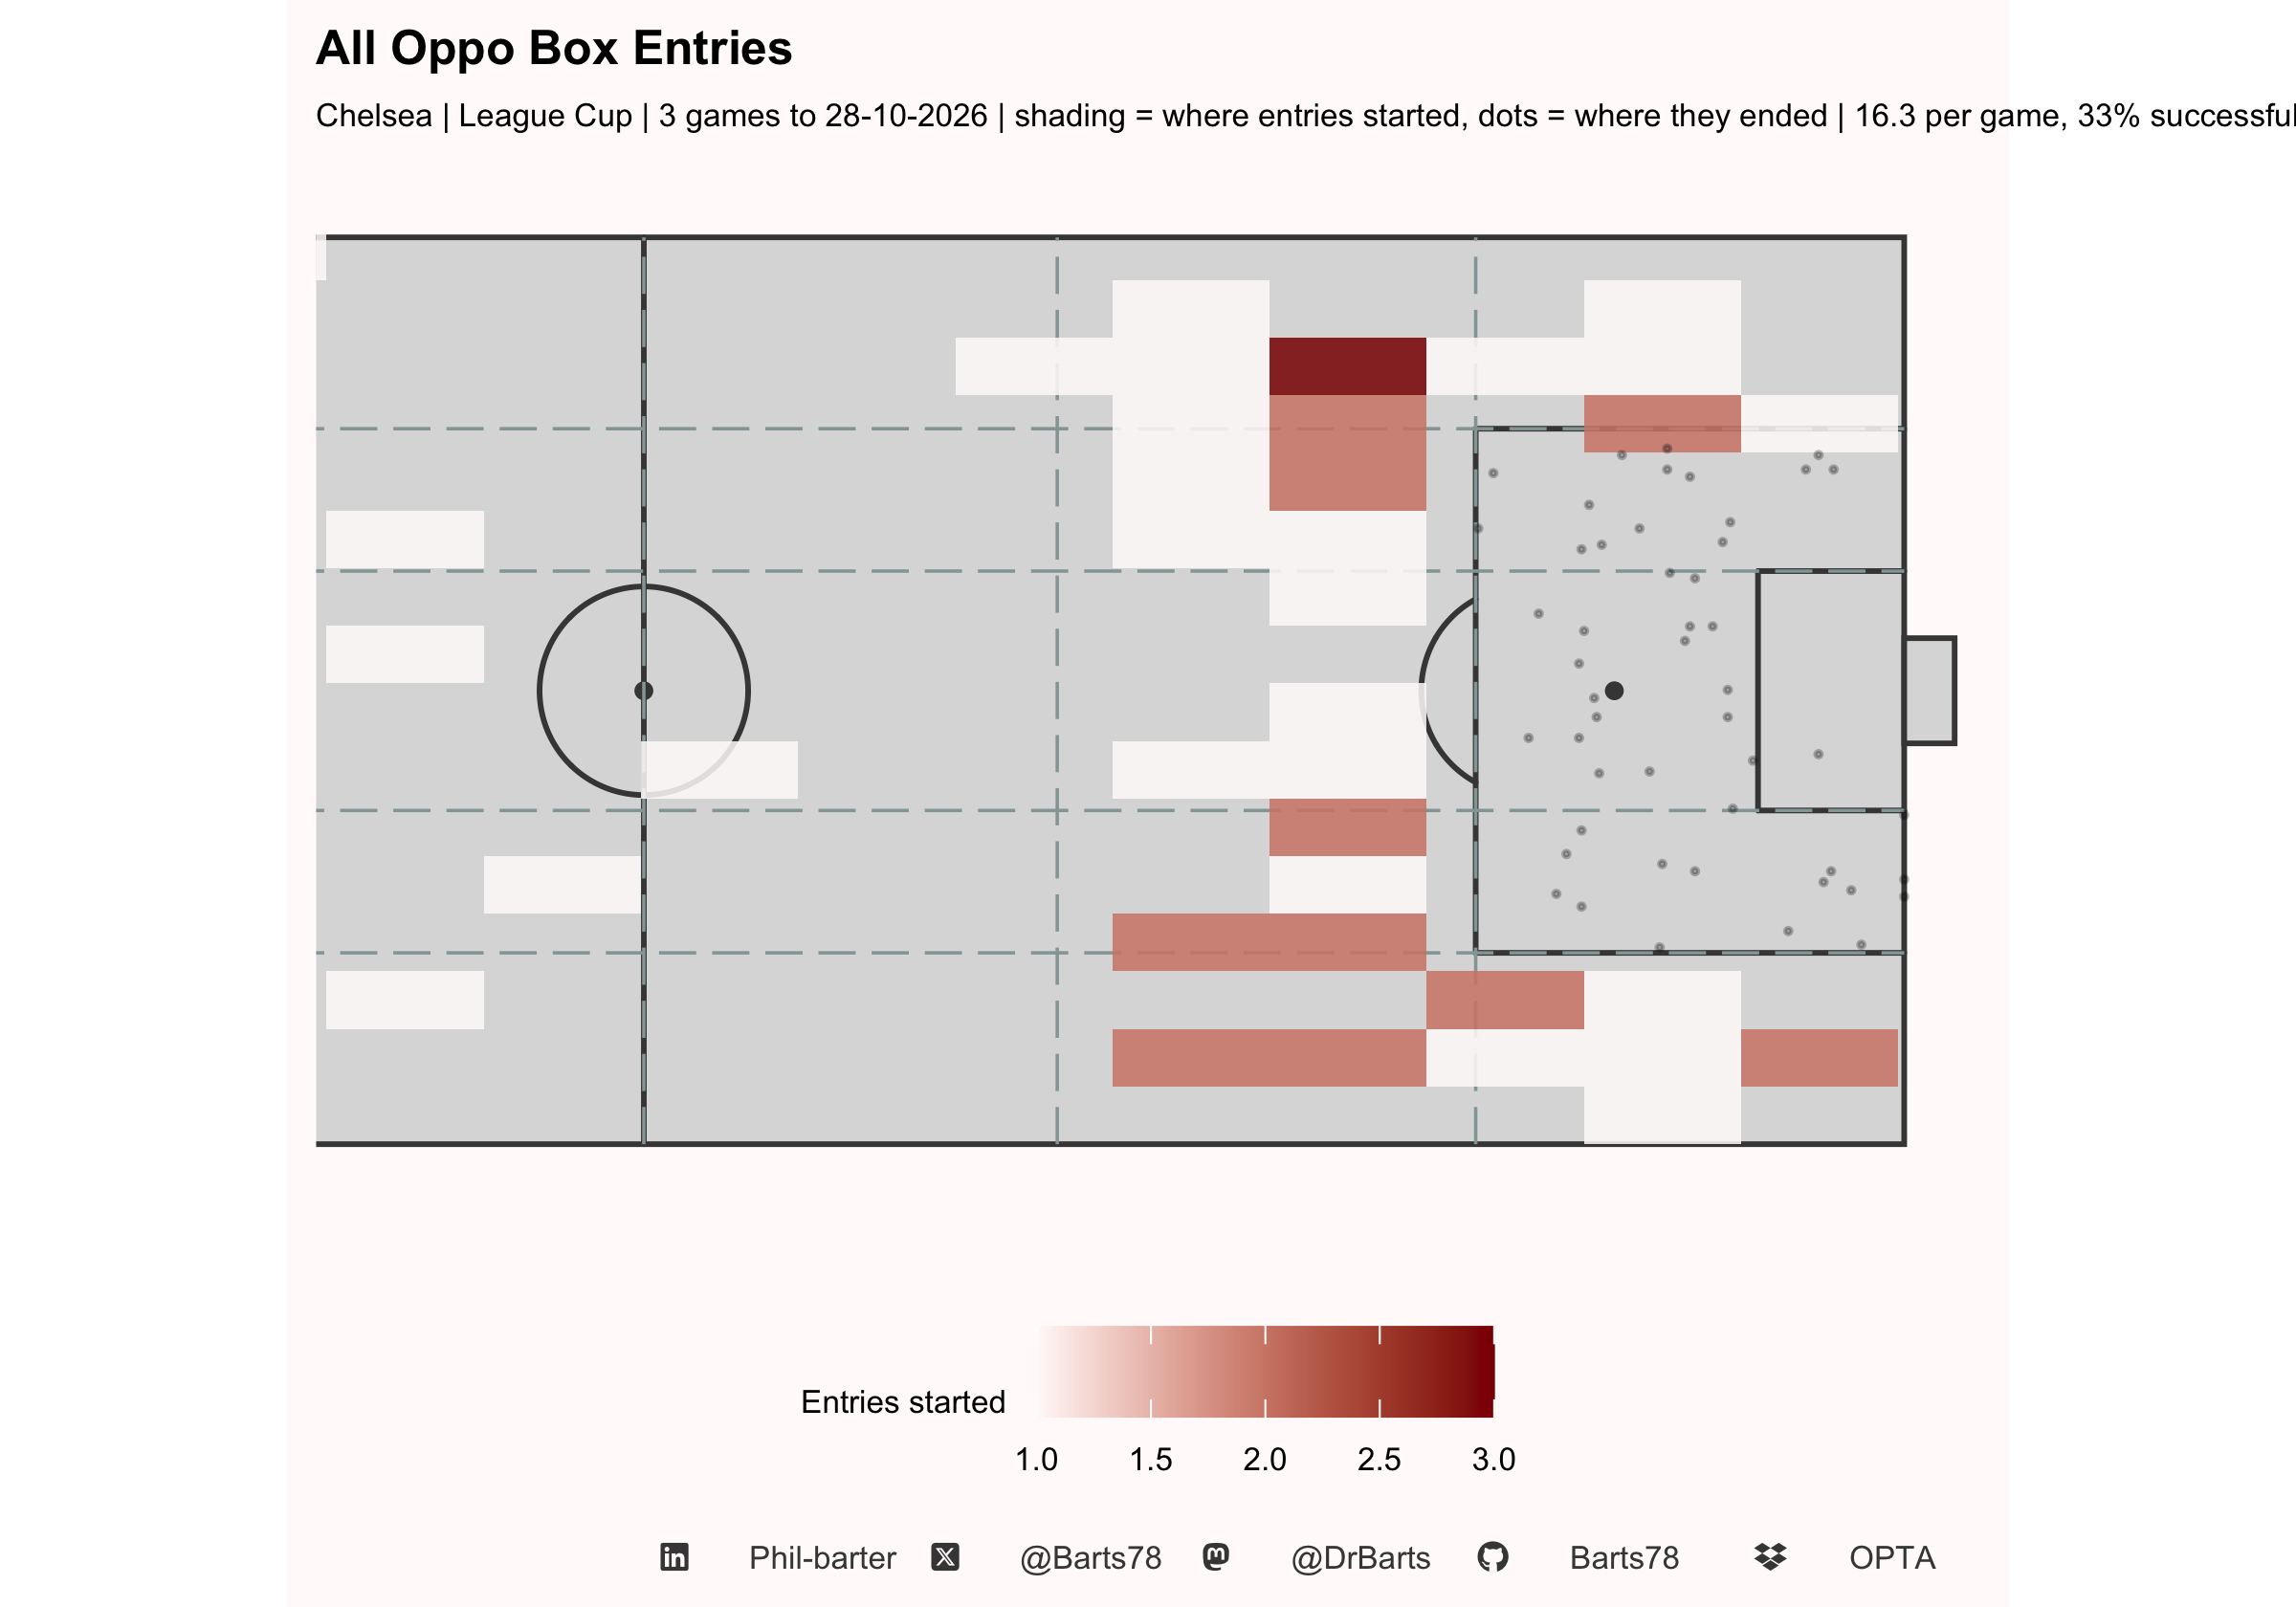 All Oppo Box Entries
Chelsea | League Cup | 3 games to 28-10-2026 | shading = where entries started, dots = where they ended | 16.3 per game, 33% successful
Entries started
1.0 1.5 2.0 2.5 3.0
Phil-barter @Barts78 @DrBarts Barts78 OPTA